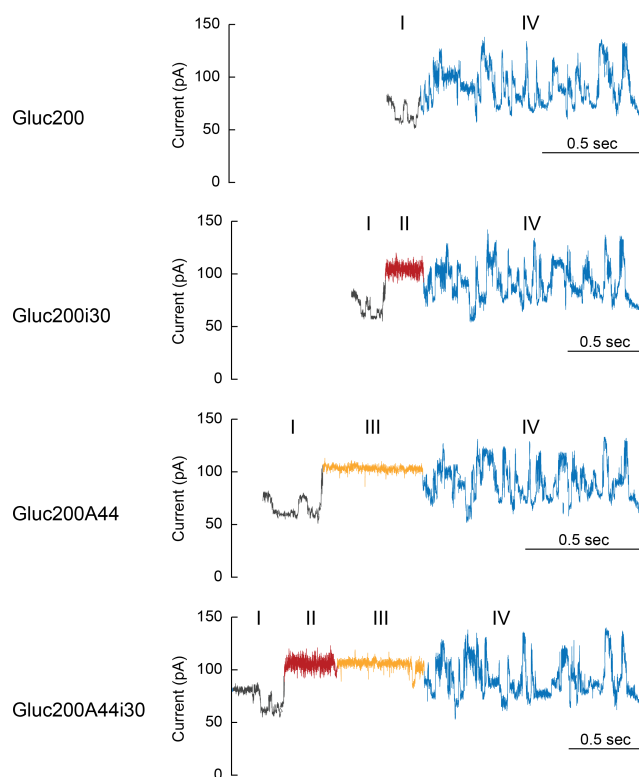 I IV
150
100
50
0
Current (pA)
Gluc200
0.5 sec
I II IV
150
100
50
0
Current (pA)
Gluc200i30
0.5 sec
I III IV
150
100
50
0
Current (pA)
Gluc200A44
0.5 sec
I II III IV
150
100
50
0
Current (pA)
Gluc200A44i30
0.5 sec